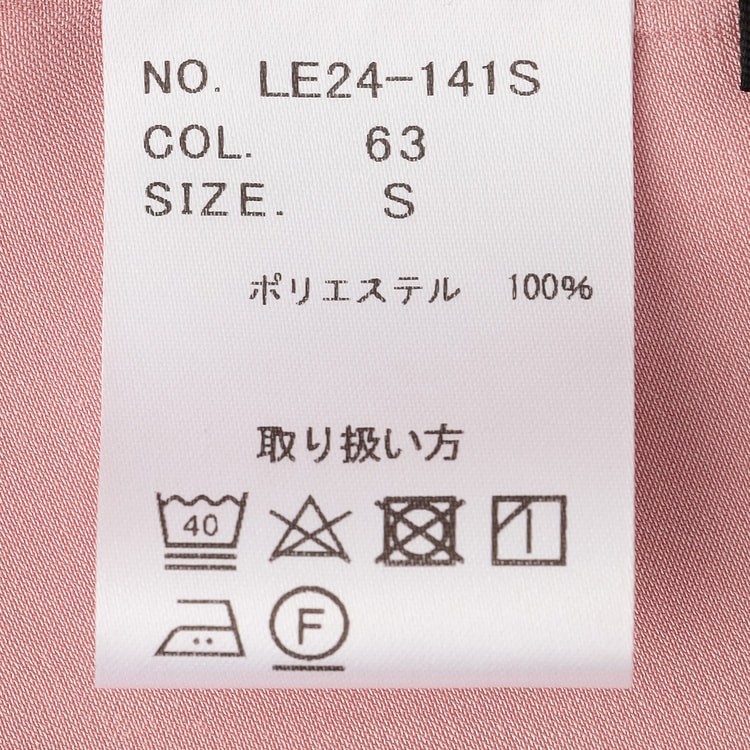 NO. LE24-141S
COL. 63
SIZE. S
ポリエステル 100%
取り扱い方
40
F